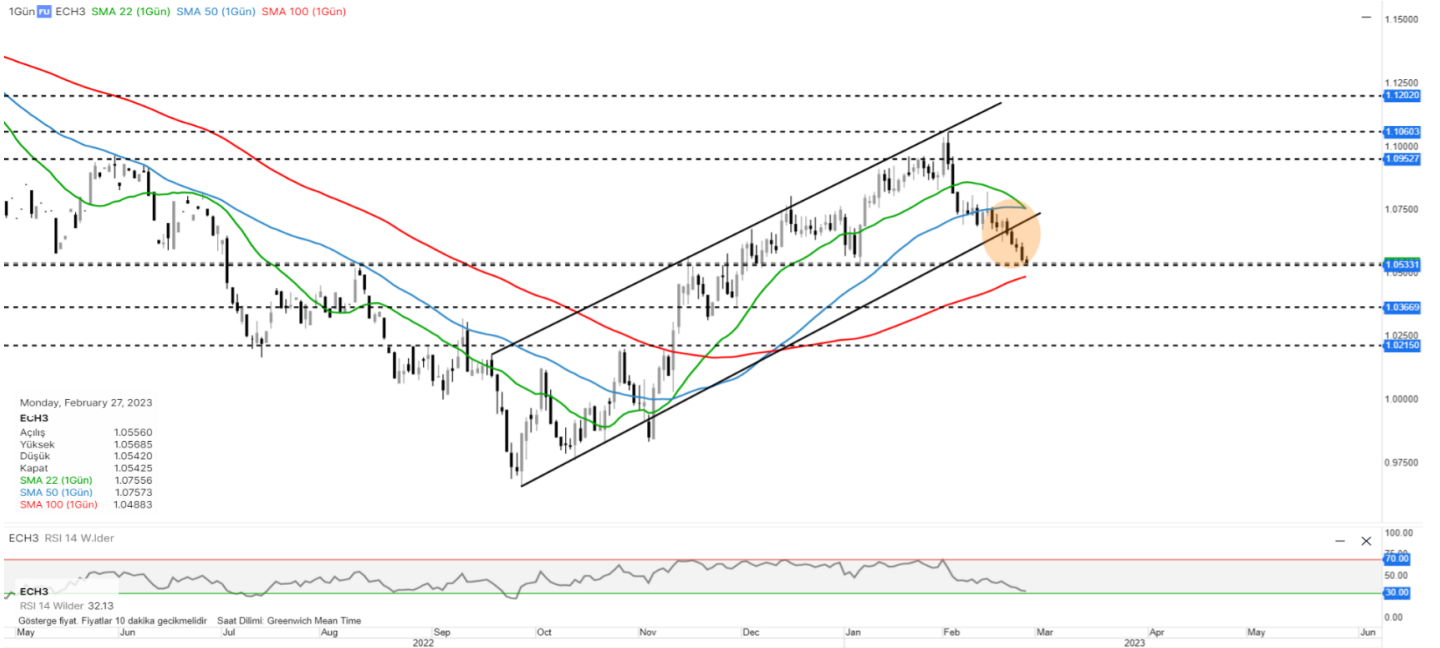 1Gün ru ECH3 SMA 22 (1Gün) SMA 50 (1Gün) SMA 100 (1Gün)
1.15000
1.12500
1.12020
1.10603
1.10000
1.09527
1.07500
1.05331
1.05000
1.03669
1.02500
1.02150
1.00000
0.97500
Monday, February 27, 2023
ECH3
Açılış 1.05560
Yüksek 1.05685
Düşük 1.05420
Kapat 1.05425
SMA 22 (1Gün) 1.07556
SMA 50 (1Gün) 1.07573
SMA 100 (1Gün) 1.04883
ECH3 RSI 14 W.lder
100.00
75.00
70.00
50.00
30.00
0.00
ECH3
RSI 14 Wilder 32.13
Gösterge fiyat. Fiyatlar 10 dakika gecikmelidir Saat Dilimi: Greenwich Mean Time
May Jun Jul Aug Sep Oct Nov Dec Jan Feb Mar Apr May Jun
2022 2023